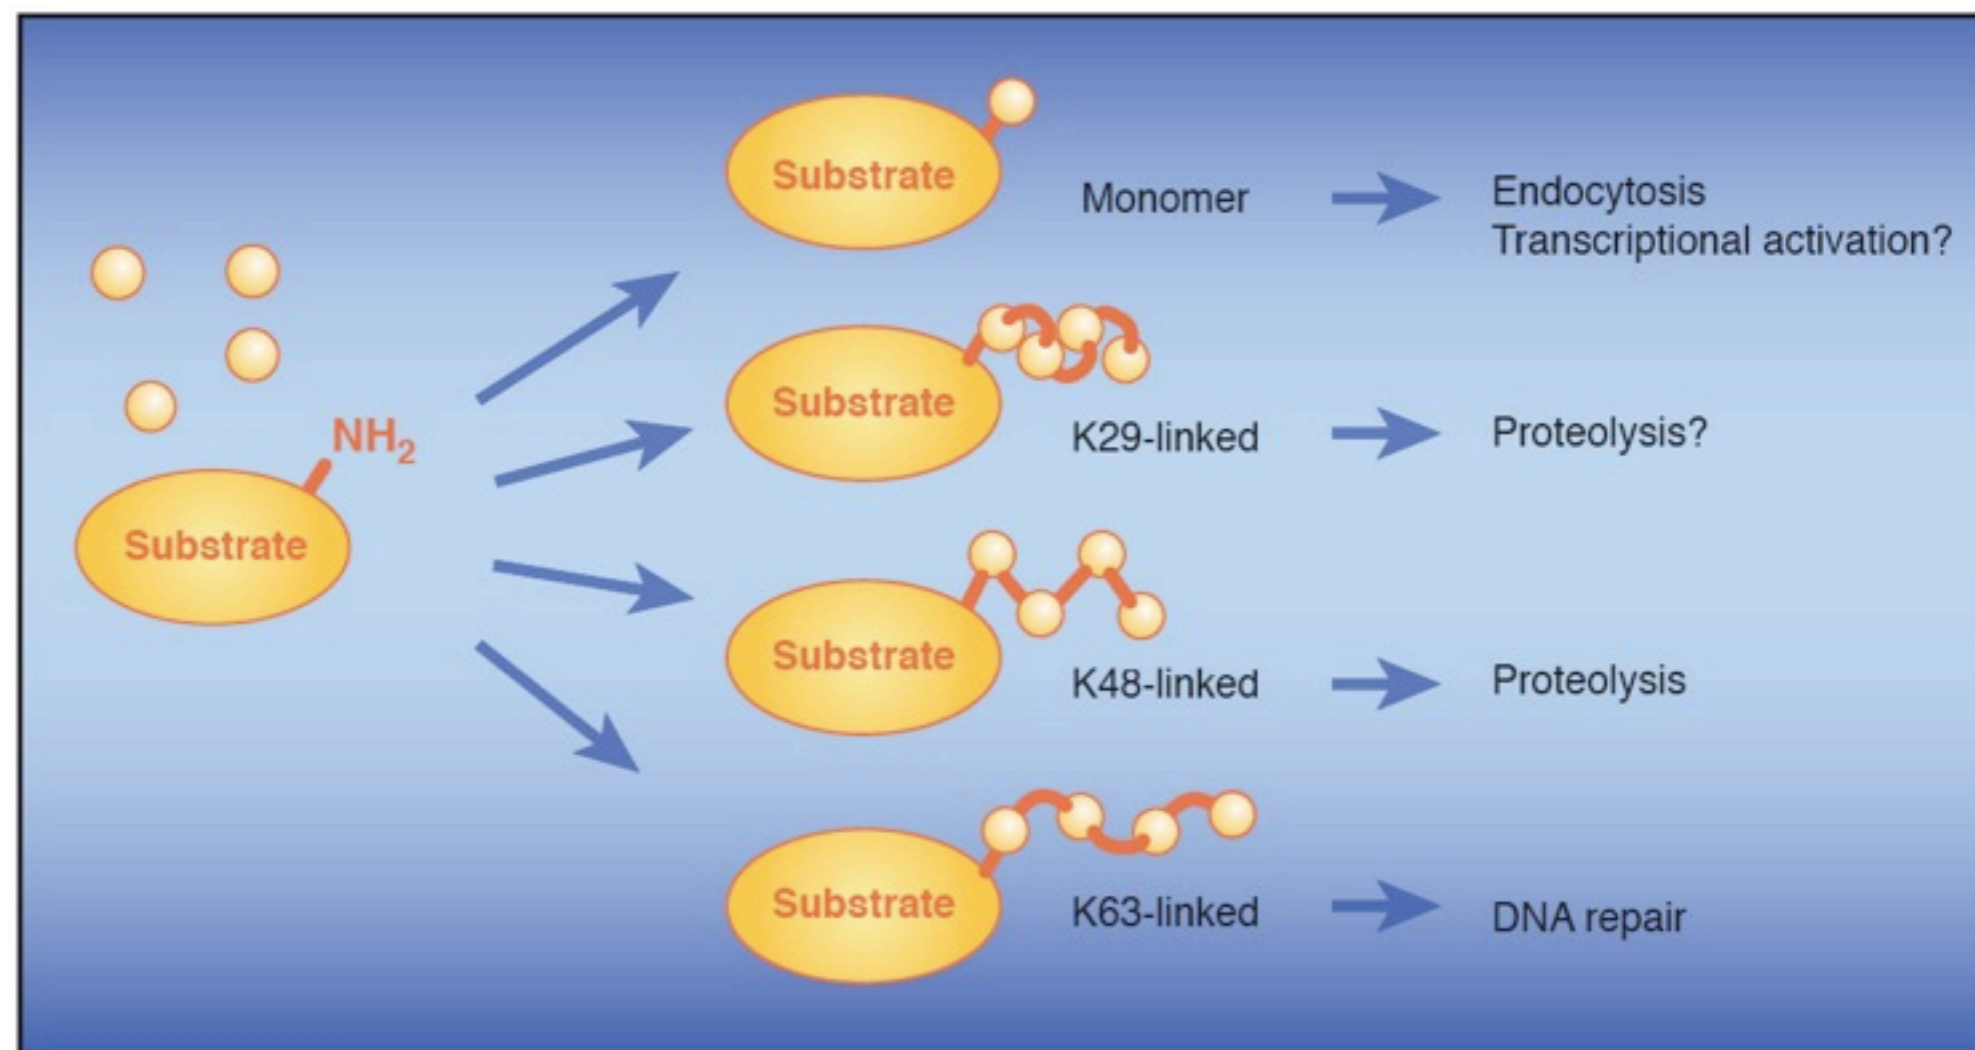 Substrate
Monomer
Endocytosis
Transcriptional activation?
NH2
Substrate
Substrate
K29-linked
Proteolysis?
Substrate
K48-linked
Proteolysis
Substrate
K63-linked
DNA repair